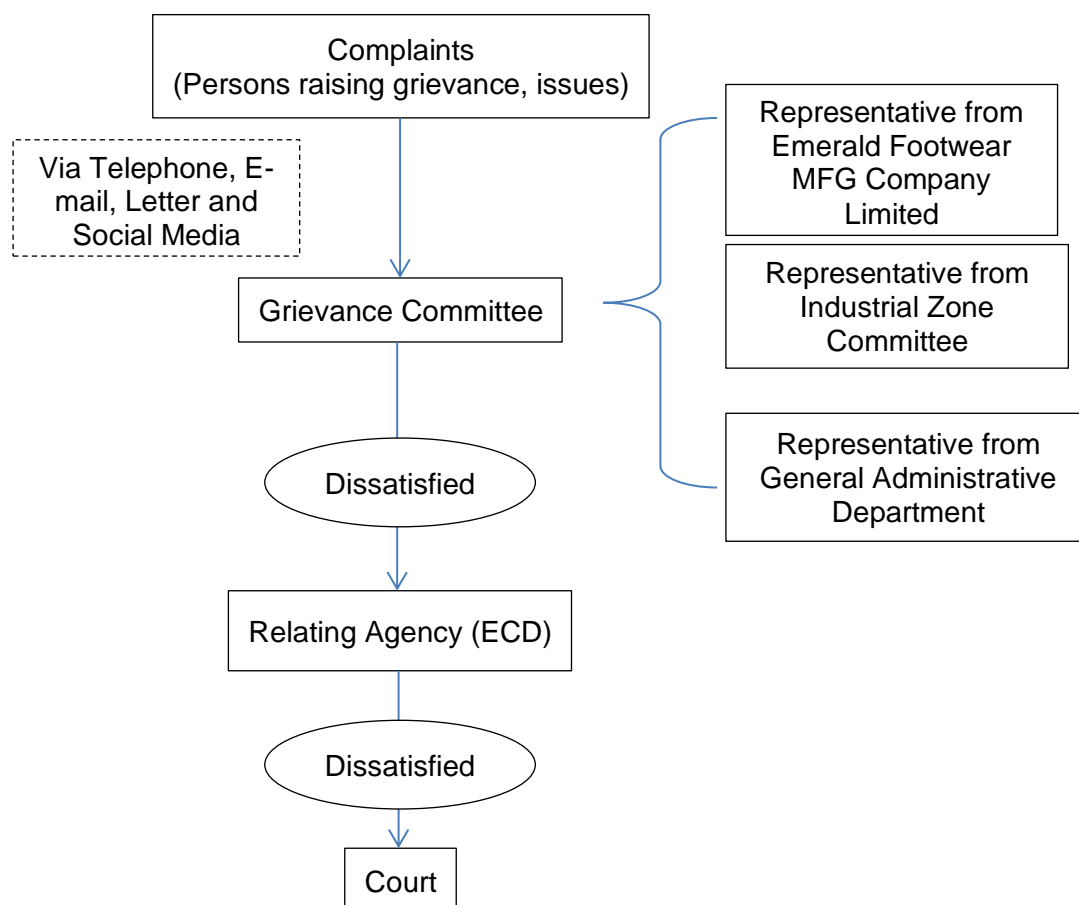 Complaints
(Persons raising grievance, issues)
Via Telephone, E-
mail, Letter and
Social Media
Representative from
Emerald Footwear
MFG Company
Limited
Grievance Committee
Representative from
Industrial Zone
Committee
Representative from
General Administrative
Department
Dissatisfied
Relating Agency (ECD)
Dissatisfied
Court